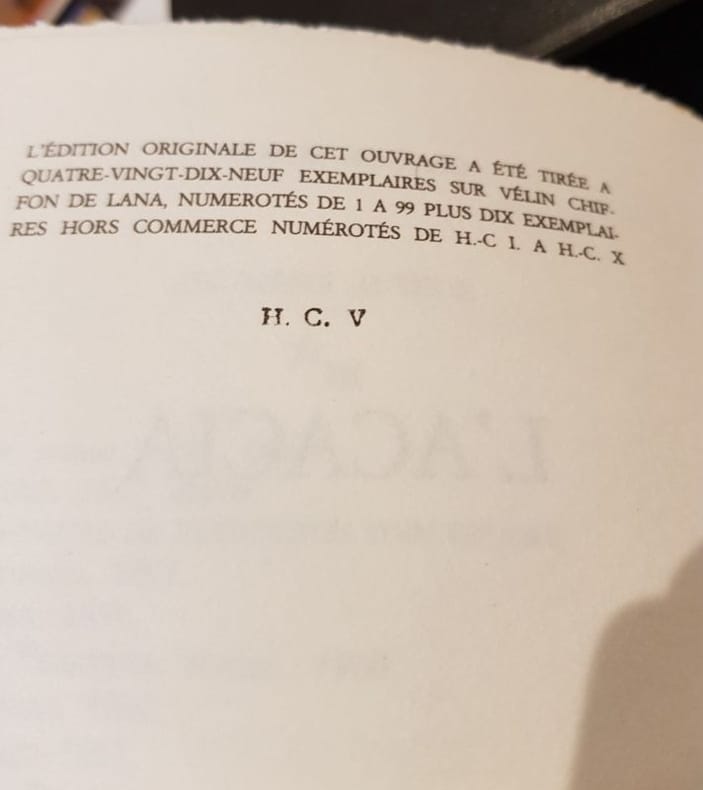 L'ÉDITION ORIGINALE DE CET OUVRAGE A ÉTÉ TIRÉE A
QUATRE-VINGT-DIX-NEUF EXEMPLAIRES SUR VÉLIN CHIF-
FON DE LANA, NUMEROTÉS DE 1 A 99 PLUS DIX EXEMPLAI-
RES HORS COMMERCE NUMÉROTÉS DE H.-C I. A H.-C. X
H. C. V
L'ACACIA